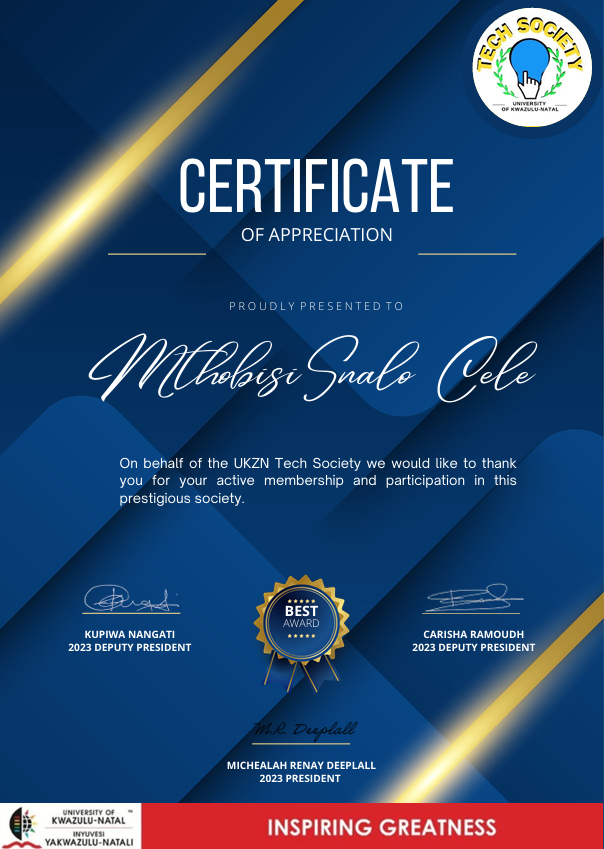 TECH SOCIETY
UNIVERSITY
OF KWAZULU-NATAL
CERTIFICATE
OF APPRECIATION
PROUDLY PRESENTED TO
Mthobisi Snalo Cele
On behalf of the UKZN Tech Society we would like to thank
you for your active membership and participation in this
prestigious society.
BEST
AWARD
KUPIWA NANGATI
2023 DEPUTY PRESIDENT
CARISHA RAMOUDH
2023 DEPUTY PRESIDENT
M.R. Deeplall
MICHEALAH RENAY DEEPLALL
2023 PRESIDENT
UNIVERSITY OF ™
KWAZULU-NATAL
INYUVESI
YAKWAZULU-NATALI
INSPIRING GREATNESS